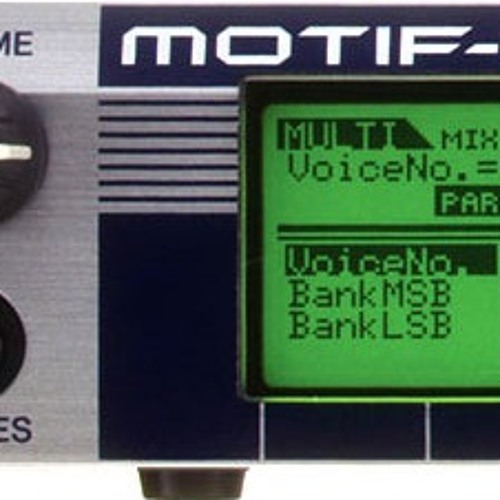 ME
MOTIF-
MULTI MIX
VoiceNo.=
PAR
VoiceNo.
BankMSB
BankLSB
ES